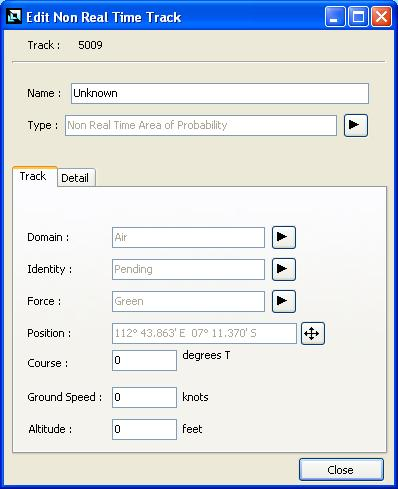 Edit Non Real Time Track
Track : 5009
Name : Unknown
Type : Non Real Time Area of Probability
Track Detail
Domain : Air
Identity : Pending
Force : Green
Position : 112° 43.863' E 07° 11.370' S
Course : 0 degrees T
Ground Speed : 0 knots
Altitude : 0 feet
Close